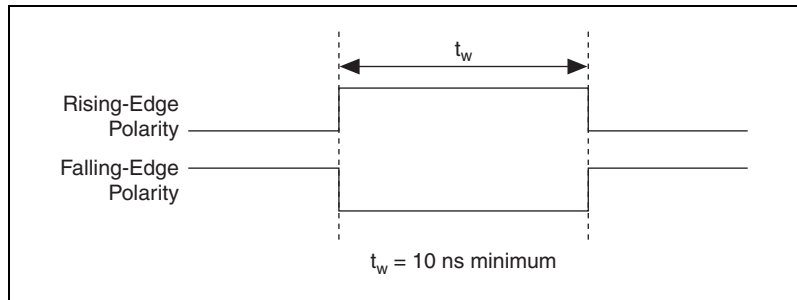 t_w
Rising-Edge
Polarity
Falling-Edge
Polarity
t_w = 10 ns minimum